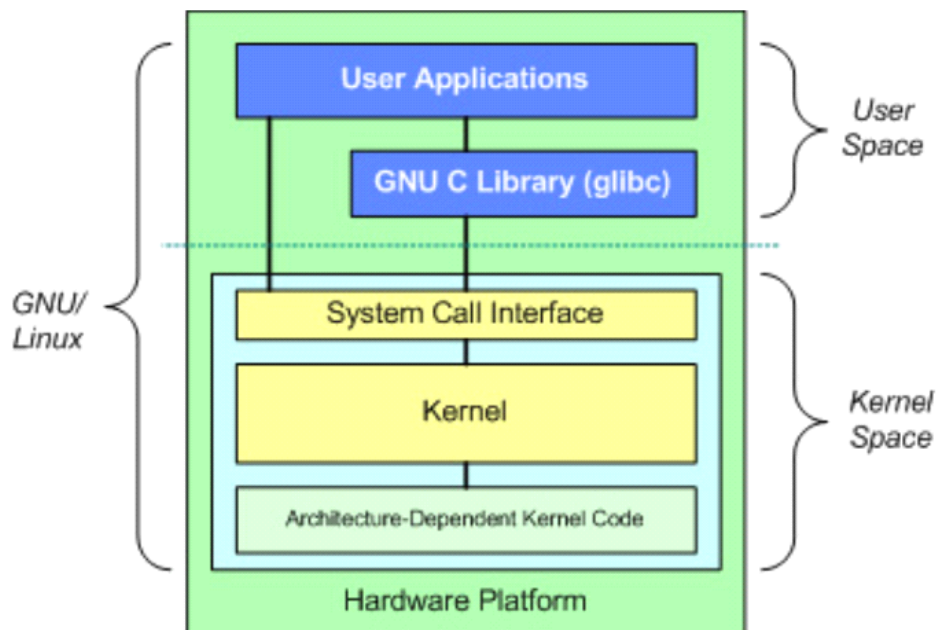 User Applications
User
Space
GNU C Library (glibc)
GNU/
Linux
System Call Interface
Kernel
Kernel
Space
Architecture-Dependent Kernel Code
Hardware Platform